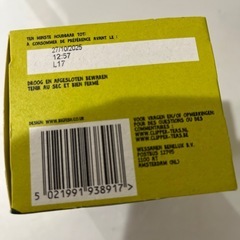 TEN MINSTE HOUDBAAR TOT:
À CONSOMMER DE PRÉFÉRENCE AVANT LE :
27/10/2025
12:57
L17
DROOG EN AFGESLOTEN BEWAREN
TENIR AU SEC ET BIEN FERMÉ
VOOR VRAGEN EN/OF OPMERKINGEN
POUR DES QUESTIONS OU DES
COMMENTAIRES
WWW.CLIPPER-TEAS.NL
WWW.CLIPPER-TEAS.BE
WESSANEN BENELUX B.V.
POSTBUS 12795
1100 AT
AMSTERDAM (NL)
5 021991 938917 >